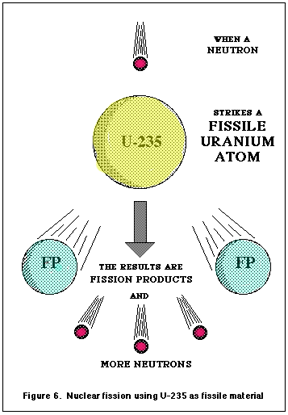 WHEN A
NEUTRON
STRIKES A
FISSILE
URANIUM
ATOM
U-235
FP
FP
THE RESULTS ARE
FISSION PRODUCTS
AND
MORE NEUTRONS
Figure 6. Nuclear fission using U-235 as fissile material